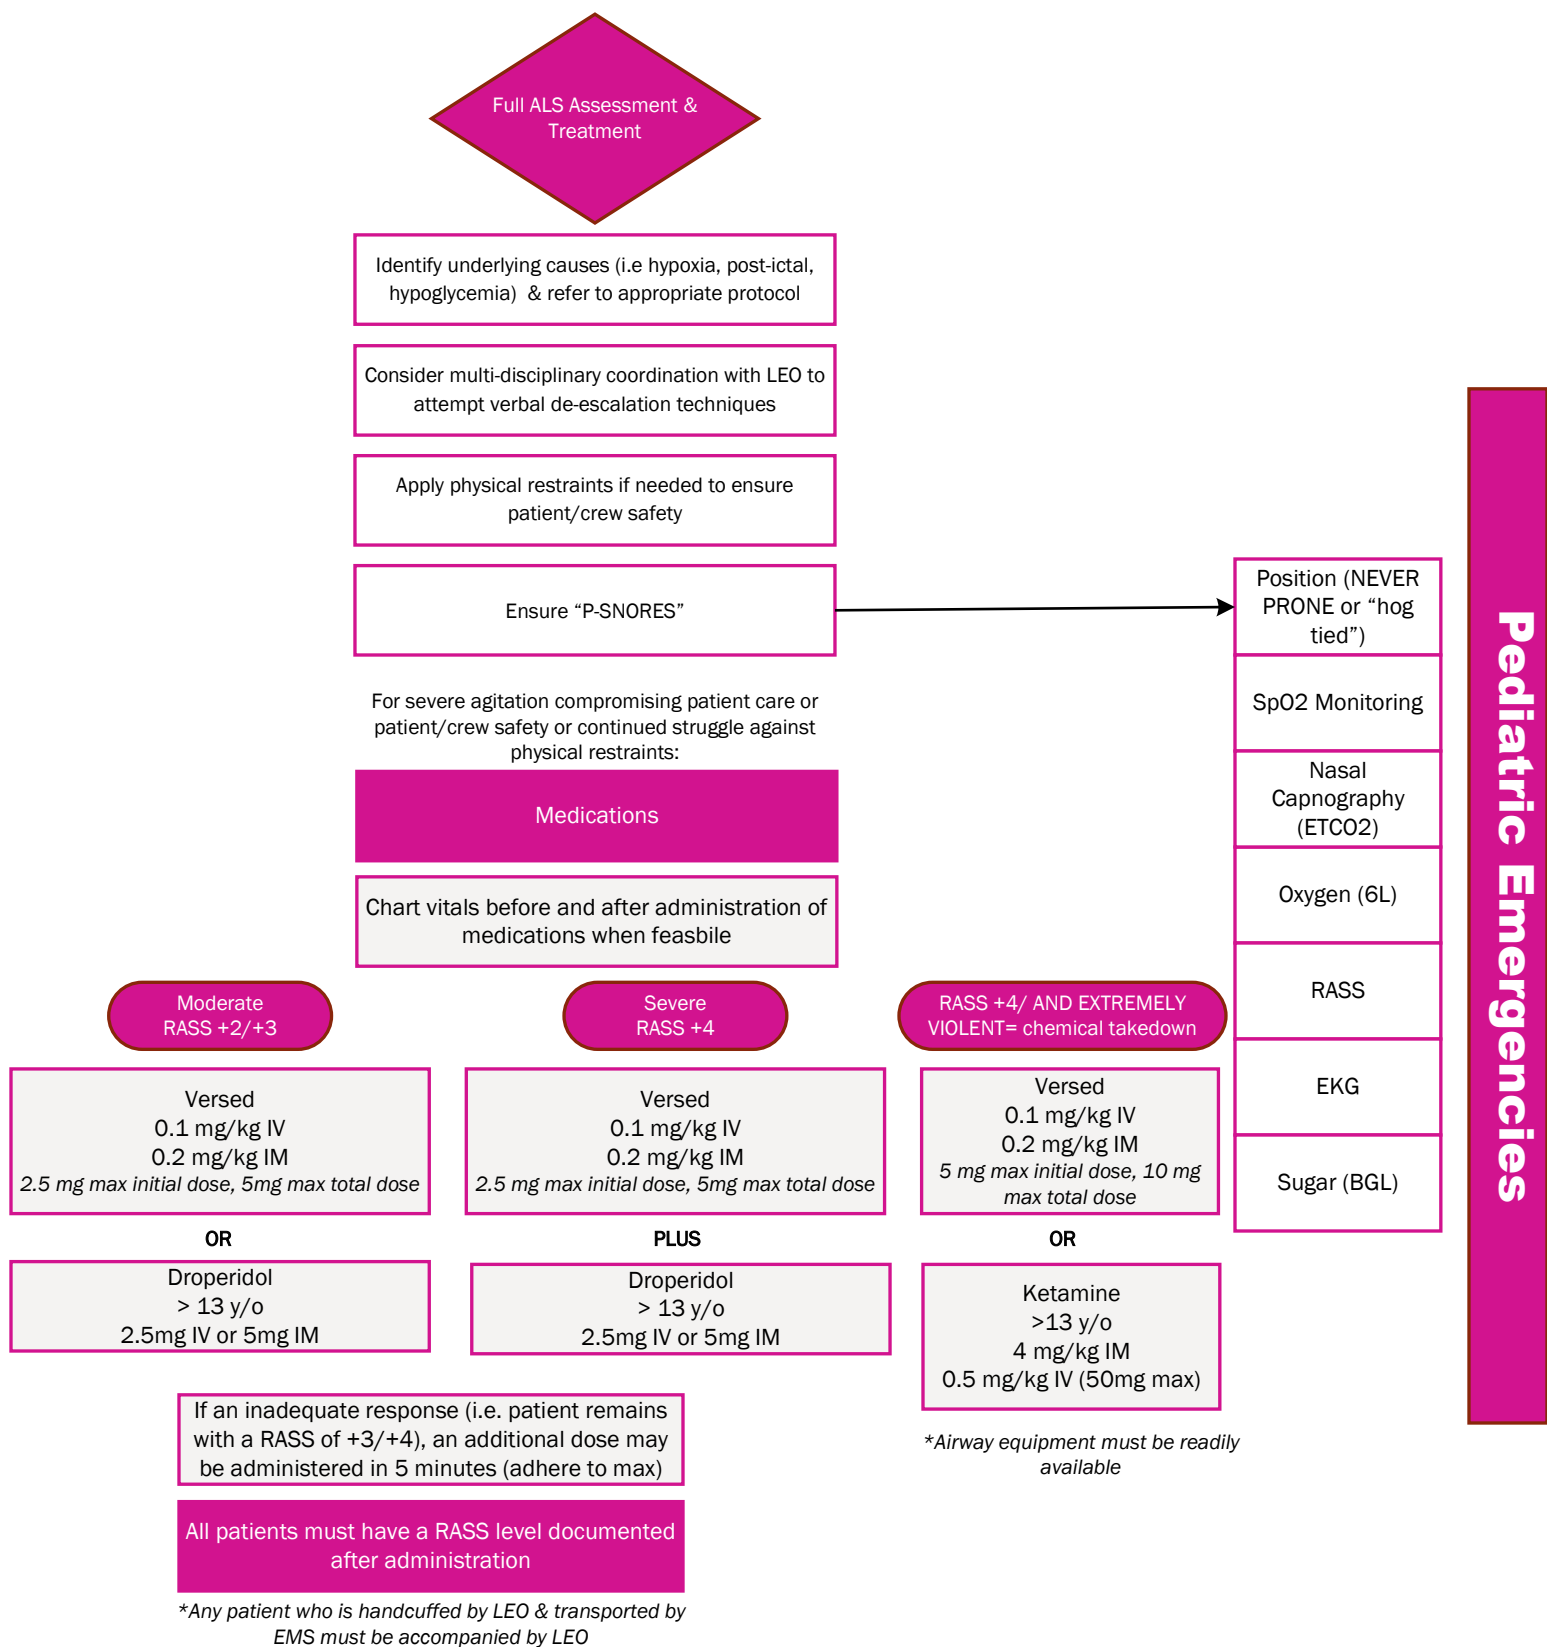 Full ALS Assessment &
Treatment
Identify underlying causes (i.e hypoxia, post-ictal,
hypoglycemia) & refer to appropriate protocol
Consider multi-disciplinary coordination with LEO to
attempt verbal de-escalation techniques
Apply physical restraints if needed to ensure
patient/crew safety
Ensure “P-SNORES”
Position (NEVER
PRONE or “hog
tied”)
SpO2 Monitoring
Nasal
Capnography
(ETCO2)
Oxygen (6L)
RASS
EKG
Sugar (BGL)
For severe agitation compromising patient care or
patient/crew safety or continued struggle against
physical restraints:
Medications
Chart vitals before and after administration of
medications when feasbile
Moderate
RASS +2/+3
Versed
0.1 mg/kg IV
0.2 mg/kg IM
2.5 mg max initial dose, 5mg max total dose
OR
Droperidol
> 13 y/o
2.5mg IV or 5mg IM
Severe
RASS +4
Versed
0.1 mg/kg IV
0.2 mg/kg IM
2.5 mg max initial dose, 5mg max total dose
PLUS
Droperidol
> 13 y/o
2.5mg IV or 5mg IM
RASS +4/ AND EXTREMELY
VIOLENT= chemical takedown
Versed
0.1 mg/kg IV
0.2 mg/kg IM
5 mg max initial dose, 10 mg
max total dose
OR
Ketamine
>13 y/o
4 mg/kg IM
0.5 mg/kg IV (50mg max)
*Airway equipment must be readily
available
If an inadequate response (i.e. patient remains
with a RASS of +3/+4), an additional dose may
be administered in 5 minutes (adhere to max)
All patients must have a RASS level documented
after administration
*Any patient who is handcuffed by LEO & transported by
EMS must be accompanied by LEO
Pediatric Emergencies